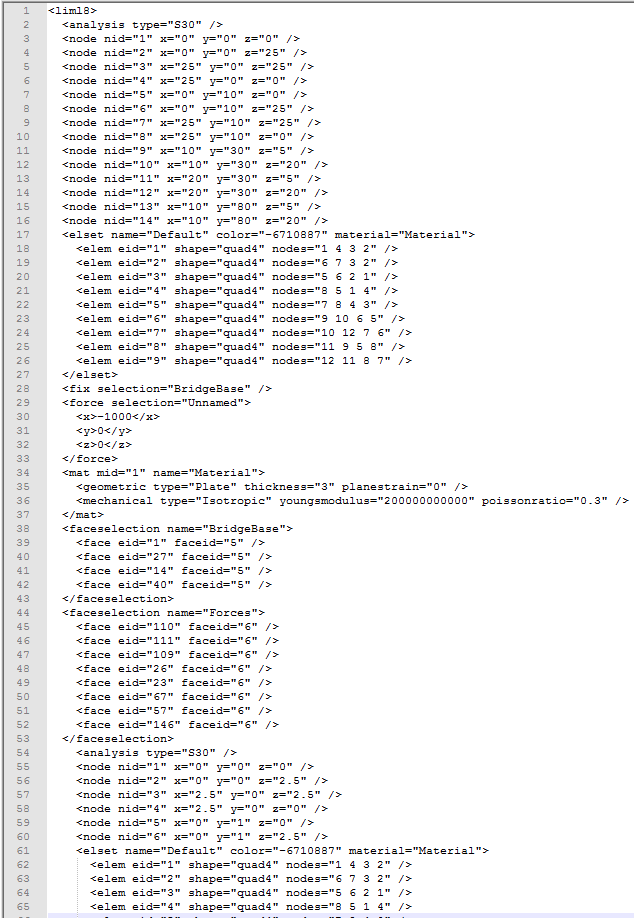 1 <liml8>
2 <analysis type="S30" />
3 <node nid="1" x="0" y="0" z="0" />
4 <node nid="2" x="0" y="0" z="25" />
5 <node nid="3" x="25" y="0" z="25" />
6 <node nid="4" x="25" y="0" z="0" />
7 <node nid="5" x="0" y="10" z="0" />
8 <node nid="6" x="0" y="10" z="25" />
9 <node nid="7" x="25" y="10" z="25" />
10 <node nid="8" x="25" y="10" z="0" />
11 <node nid="9" x="10" y="30" z="5" />
12 <node nid="10" x="10" y="30" z="20" />
13 <node nid="11" x="20" y="30" z="5" />
14 <node nid="12" x="20" y="30" z="20" />
15 <node nid="13" x="10" y="80" z="5" />
16 <node nid="14" x="10" y="80" z="20" />
17 <elset name="Default" color="-6710887" material="Material">
18 <elem eid="1" shape="quad4" nodes="1 4 3 2" />
19 <elem eid="2" shape="quad4" nodes="6 7 3 2" />
20 <elem eid="3" shape="quad4" nodes="5 6 2 1" />
21 <elem eid="4" shape="quad4" nodes="8 5 1 4" />
22 <elem eid="5" shape="quad4" nodes="7 8 4 3" />
23 <elem eid="6" shape="quad4" nodes="9 10 6 5" />
24 <elem eid="7" shape="quad4" nodes="10 12 7 6" />
25 <elem eid="8" shape="quad4" nodes="11 9 5 8" />
26 <elem eid="9" shape="quad4" nodes="12 11 8 7" />
27 </elset>
28 <fix selection="BridgeBase" />
29 <force selection="Unnamed">
30 <x>-1000</x>
31 <y>0</y>
32 <z>0</z>
33 </force>
34 <mat mid="1" name="Material">
35 <geometric type="Plate" thickness="3" planestrain="0" />
36 <mechanical type="Isotropic" youngsmodulus="200000000000" poissonratio="0.3" />
37 </mat>
38 <faceselection name="BridgeBase">
39 <face eid="1" faceid="5" />
40 <face eid="27" faceid="5" />
41 <face eid="14" faceid="5" />
42 <face eid="40" faceid="5" />
43 </faceselection>
44 <faceselection name="Forces">
45 <face eid="110" faceid="6" />
46 <face eid="111" faceid="6" />
47 <face eid="109" faceid="6" />
48 <face eid="26" faceid="6" />
49 <face eid="23" faceid="6" />
50 <face eid="67" faceid="6" />
51 <face eid="57" faceid="6" />
52 <face eid="146" faceid="6" />
53 </faceselection>
54 <analysis type="S30" />
55 <node nid="1" x="0" y="0" z="0" />
56 <node nid="2" x="0" y="0" z="2.5" />
57 <node nid="3" x="2.5" y="0" z="2.5" />
58 <node nid="4" x="2.5" y="0" z="0" />
59 <node nid="5" x="0" y="1" z="0" />
60 <node nid="6" x="0" y="1" z="2.5" />
61 <elset name="Default" color="-6710887" material="Material">
62 <elem eid="1" shape="quad4" nodes="1 4 3 2" />
63 <elem eid="2" shape="quad4" nodes="6 7 3 2" />
64 <elem eid="3" shape="quad4" nodes="5 6 2 1" />
65 <elem eid="4" shape="quad4" nodes="8 5 1 4" />